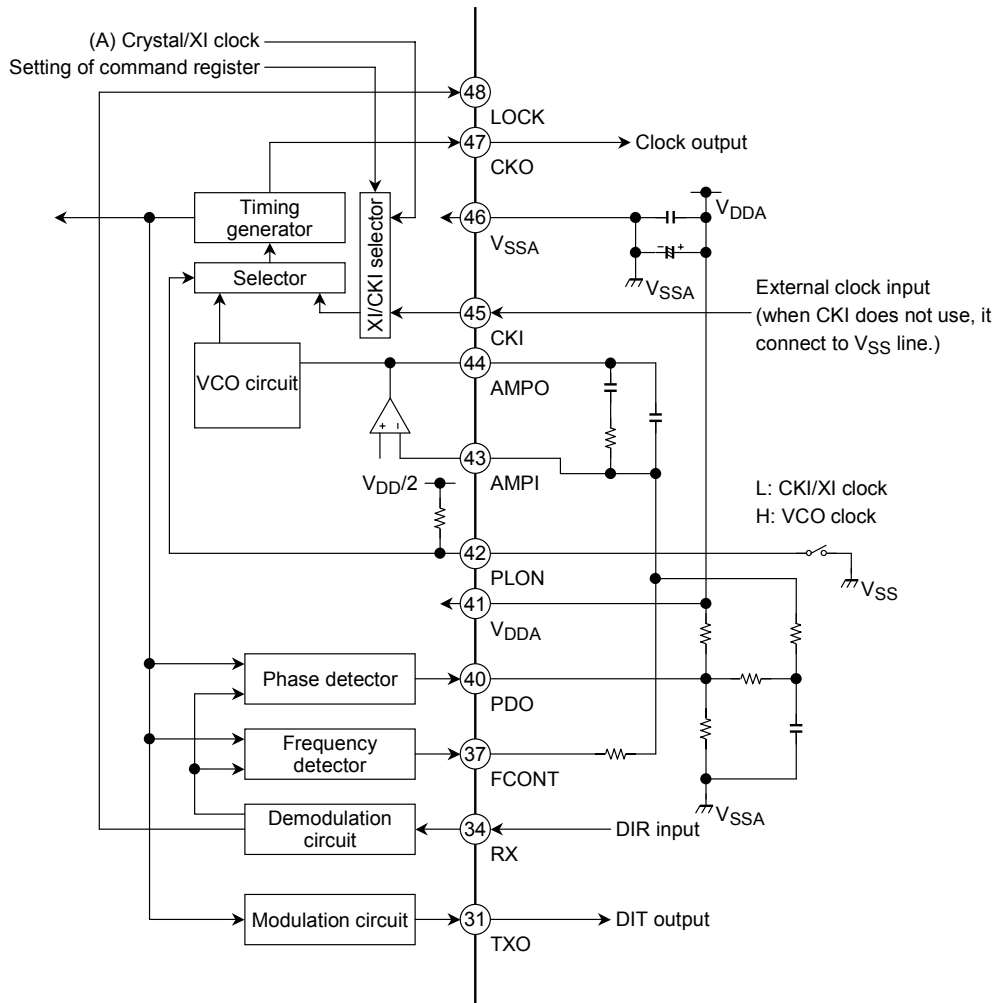 (A) Crystal/XI clock
Setting of command register
48
LOCK
47
CKO
Clock output
Timing
generator
XI/CKI selector
46
VSSA
VDDA
- +
VSSA
Selector
45
CKI
External clock input
(when CKI does not use, it
connect to VSS line.)
VCO circuit
44
AMPO
+ −
43
AMPI
VDD/2
L: CKI/XI clock
H: VCO clock
42
PLON
VSS
41
VDDA
Phase detector
40
PDO
Frequency
detector
37
FCONT
VSSA
Demodulation
circuit
34
RX
DIR input
Modulation circuit
31
TXO
DIT output